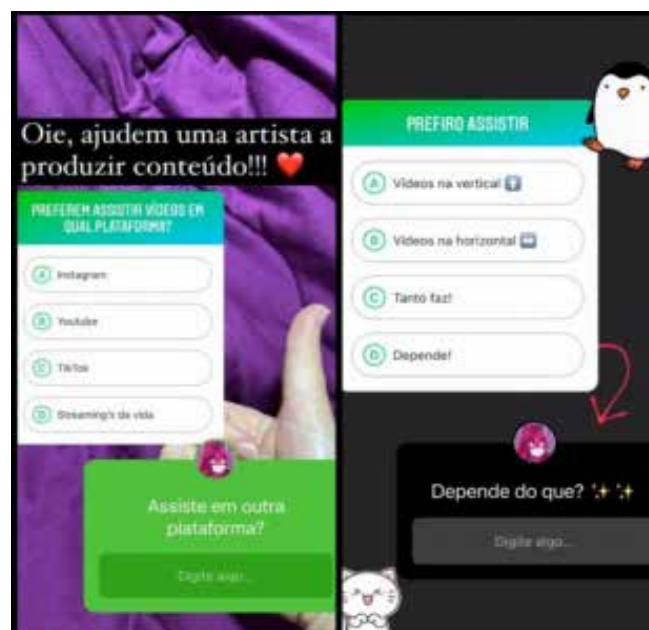 Oie, ajudem uma artista a
produzir conteúdo!!! ❤️
PREFEREM ASSISTIR VÍDEOS EM
QUAL PLATAFORMA?
A Instagram
B Youtube
C TikTok
D Streaming's da vida
Assiste em outra
plataforma?
Digite algo...
PREFIRO ASSISTIR
A Vídeos na vertical ⬆️
B Vídeos na horizontal ➡️
C Tanto faz!
D Depende!
Depende do que? ✨ ✨
Digite algo...